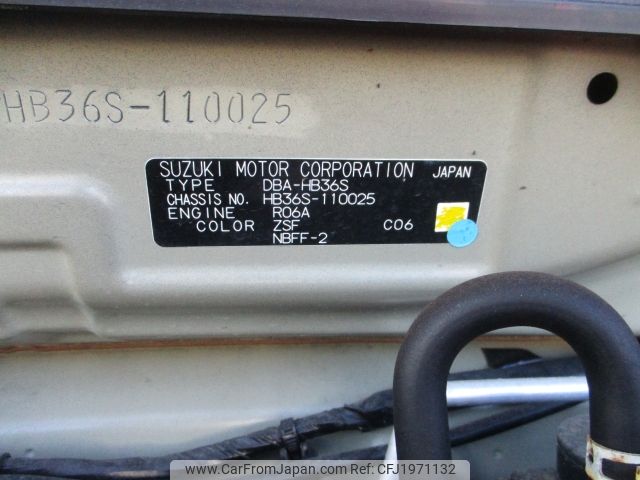 HB36S-110025
SUZUKI MOTOR CORPORATION JAPAN
TYPE DBA-HB36S
CHASSIS NO. HB36S-110025
ENGINE R06A
COLOR ZSF C06
NBFF-2
www.CarFromJapan.com Ref:CFJ1971132